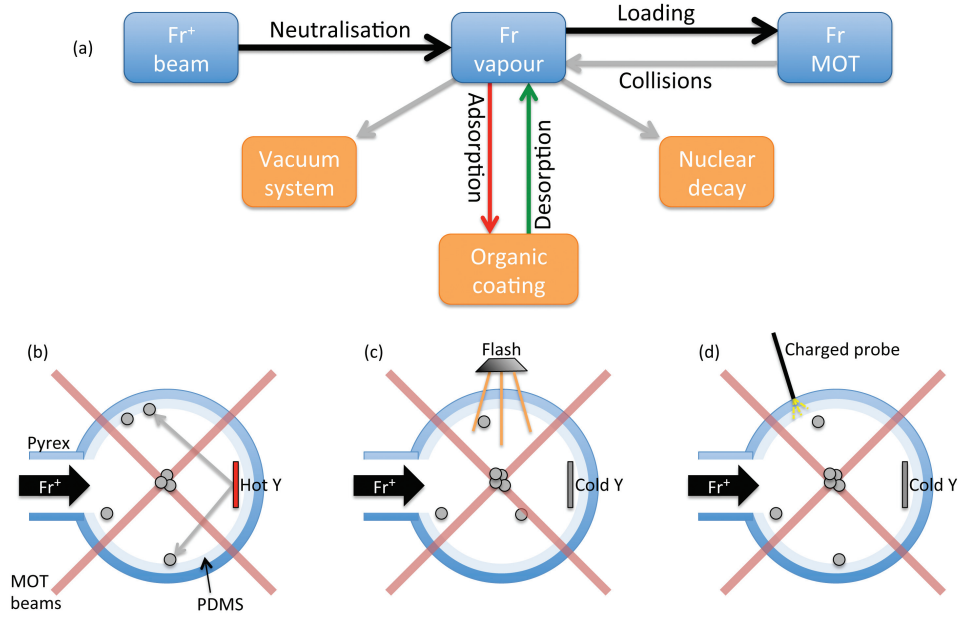 (a)
Fr⁺
beam
Neutralisation
Fr
vapour
Loading
Collisions
Fr
MOT
Vacuum
system
Adsorption
Desorption
Nuclear
decay
Organic
coating
(b)
Pyrex
Fr⁺
Hot Y
MOT
beams
PDMS
(c)
Flash
Fr⁺
Cold Y
(d)
Charged probe
Fr⁺
Cold Y